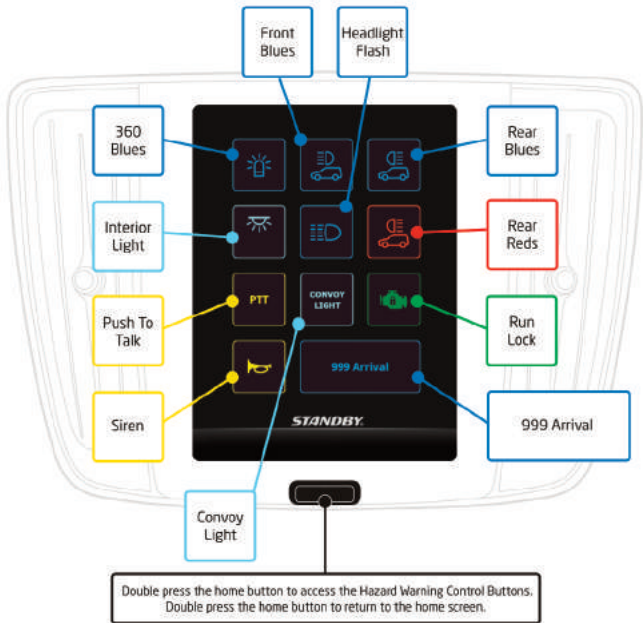 Front
Blues
Headlight
Flash
360
Blues
Rear
Blues
Interior
Light
Rear
Reds
PTT
CONVOY
LIGHT
Push To
Talk
Run
Lock
999 Arrival
Siren
999 Arrival
STANDBY.
Convoy
Light
Double press the home button to access the Hazard Warning Control Buttons.
Double press the home button to return to the home screen.